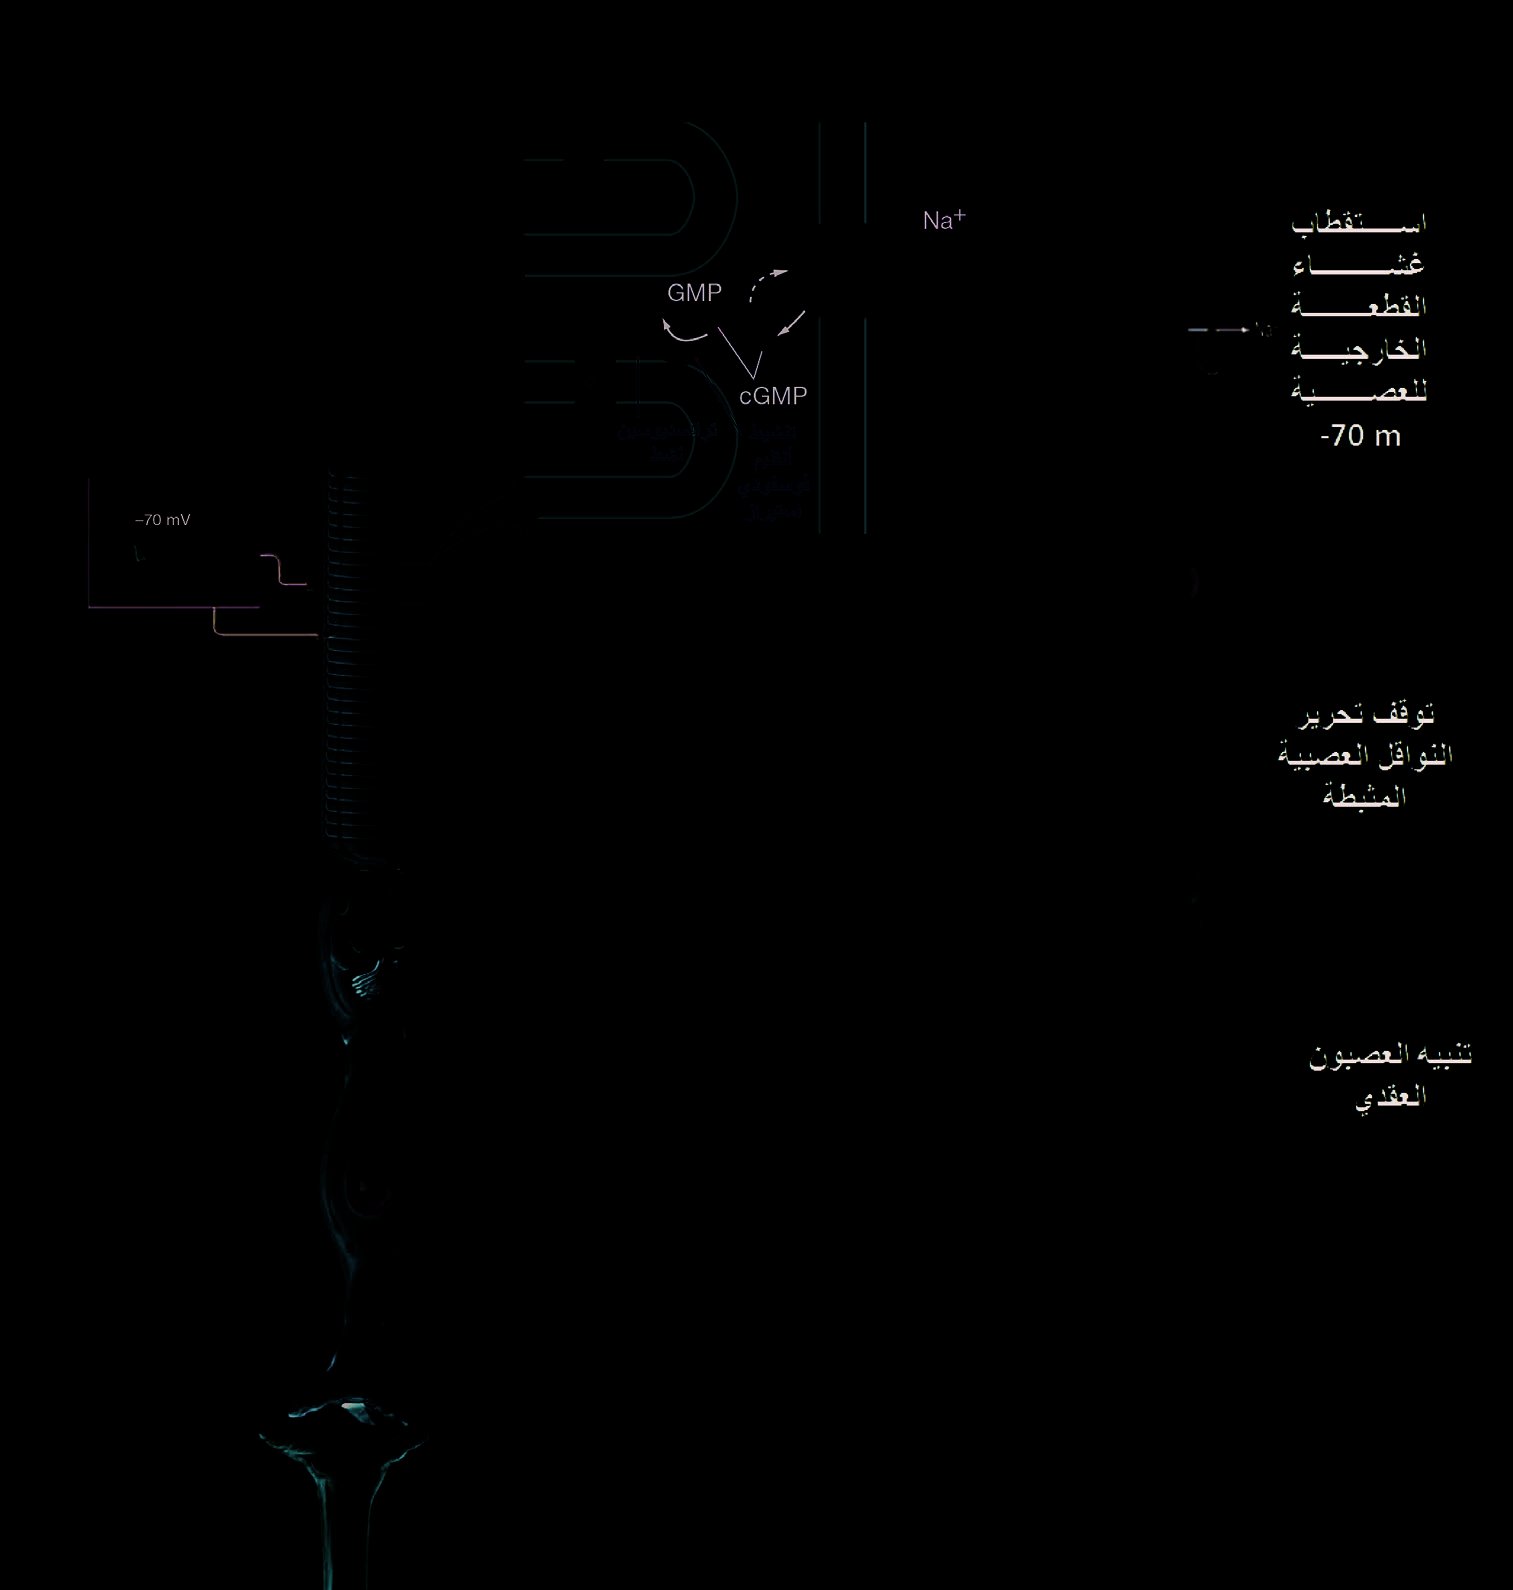 Na+
GMP
cGMP
–70 mV
استقطاب
غشاء
القطعة
الخارجية
للعصية
-70 m
توقف تحرير
النواقل العصبية
المثبطة
تنبيه العصبون
العقدي